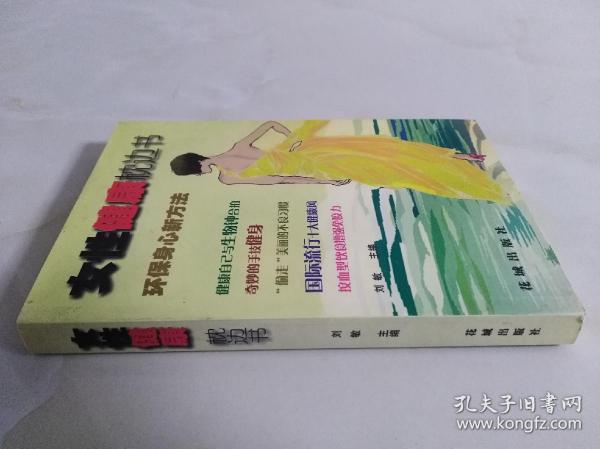 女性健康枕边书
环保身心新方法
健康自己与生物钟合拍
奇妙的手技健身
“偷走”美丽的不良习惯
国际流行十大健康风
按血型饮食增强免疫力
刘敏 主编
花城出版社
女性健康枕边书
刘敏 主编
花城出版社
孔夫子旧书网
www.kongfz.com